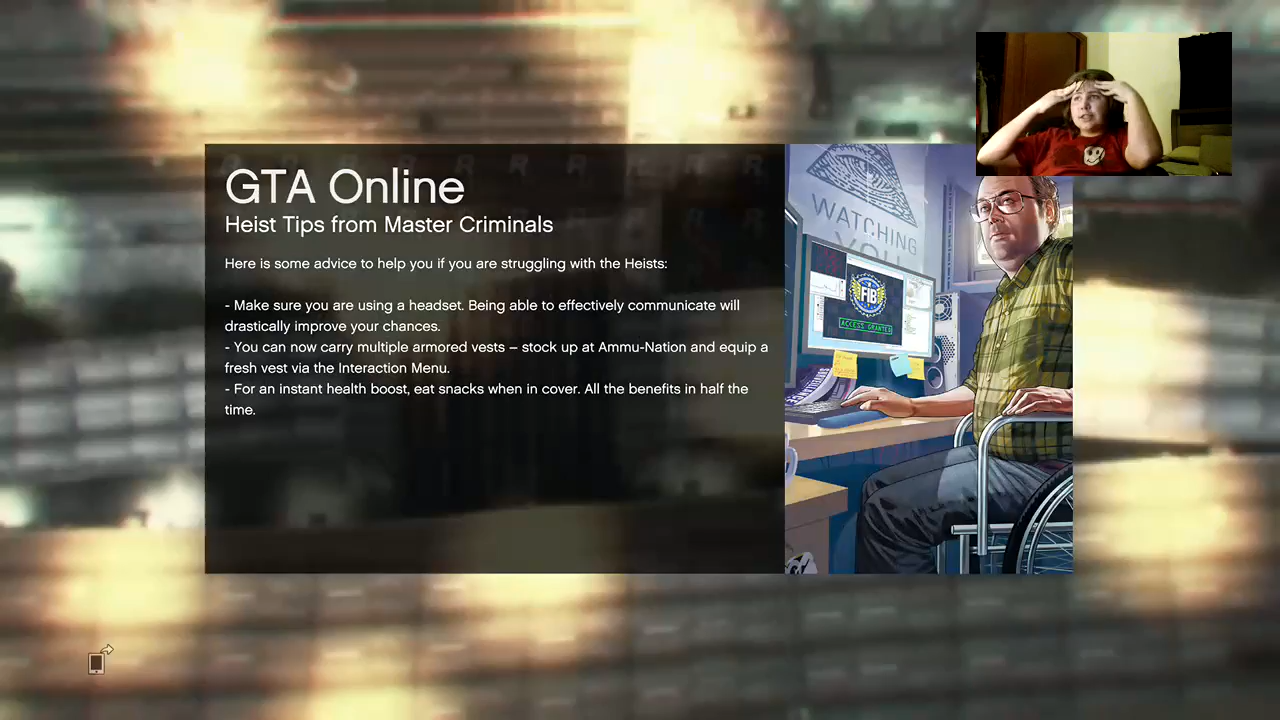 GTA Online
Heist Tips from Master Criminals
Here is some advice to help you if you are struggling with the Heists:
- Make sure you are using a headset. Being able to effectively communicate will
drastically improve your chances.
- You can now carry multiple armored vests – stock up at Ammu-Nation and equip a
fresh vest via the Interaction Menu.
- For an instant health boost, eat snacks when in cover. All the benefits in half the
time.
WATCHING
YOU
FIB
ACCESS GRANTED